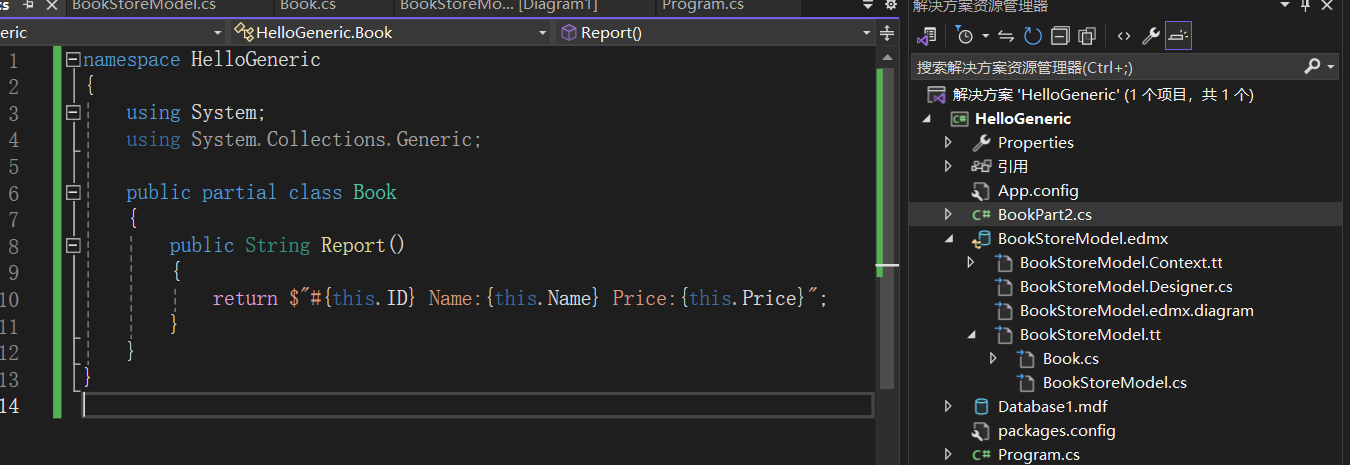 cs BookStoreModel.cs Book.cs BookStoreMo... [Diagram1] Program.cs
eric HelloGeneric.Book Report()
1 namespace HelloGeneric
2 {
3 using System;
4 using System.Collections.Generic;
5
6 public partial class Book
7 {
8 public String Report()
9 {
10 return $"#{this.ID} Name:{this.Name} Price:{this.Price}";
11 }
12 }
13 }
14
解决方案资源管理器
搜索解决方案资源管理器(Ctrl+;)
解决方案 'HelloGeneric' (1 个项目，共 1 个)
C# HelloGeneric
Properties
引用
App.config
C# BookPart2.cs
BookStoreModel.edmx
BookStoreModel.Context.tt
BookStoreModel.Designer.cs
BookStoreModel.edmx.diagram
BookStoreModel.tt
Book.cs
BookStoreModel.cs
Database1.mdf
packages.config
C# Program.cs